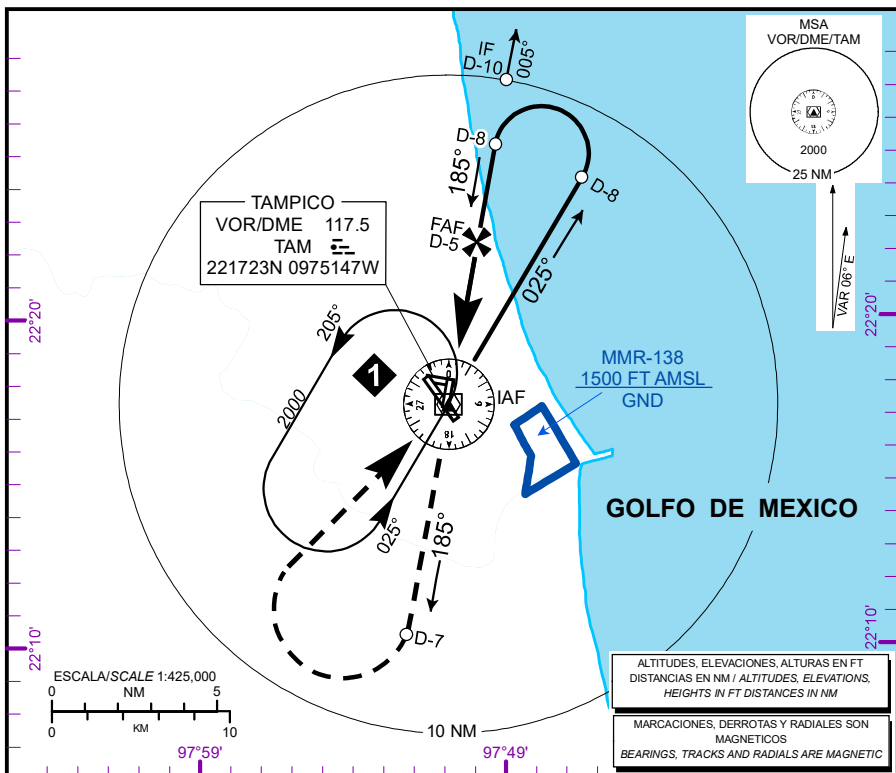 MSA
VOR/DME/TAM
2000
25 NM
VAR 06° E
IF
D-10
005°
D-8
D-8
185°
FAF
D-5
025°
TAMPICO
VOR/DME 117.5
TAM
221723N 0975147W
22°20'
22°20'
205°
2000
1
IAF
0
9
18
27
MMR-138
1500 FT AMSL
GND
GOLFO DE MEXICO
025°
185°
D-7
22°10'
22°10'
ESCALA/SCALE 1:425,000
0 NM 5
0 KM 10
10 NM
ALTITUDES, ELEVACIONES, ALTURAS EN FT
DISTANCIAS EN NM / ALTITUDES, ELEVATIONS,
HEIGHTS IN FT DISTANCES IN NM
MARCACIONES, DERROTAS Y RADIALES SON
MAGNETICOS
BEARINGS, TRACKS AND RADIALS ARE MAGNETIC
97°59'
97°49'